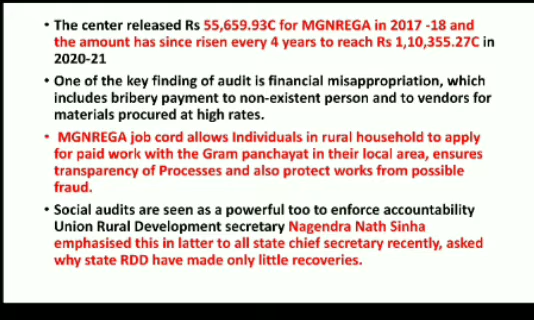 • The center released Rs 55,659.93C for MGNREGA in 2017 -18 and
the amount has since risen every 4 years to reach Rs 1,10,355.27C in
2020-21
• One of the key finding of audit is financial misappropriation, which
includes bribery payment to non-existent person and to vendors for
materials procured at high rates.
• MGNREGA job cord allows Individuals in rural household to apply
for paid work with the Gram panchayat in their local area, ensures
transparency of Processes and also protect works from possible
fraud.
• Social audits are seen as a powerful too to enforce accountability
Union Rural Development secretary Nagendra Nath Sinha
emphasised this in latter to all state chief secretary recently, asked
why state RDD have made only little recoveries.